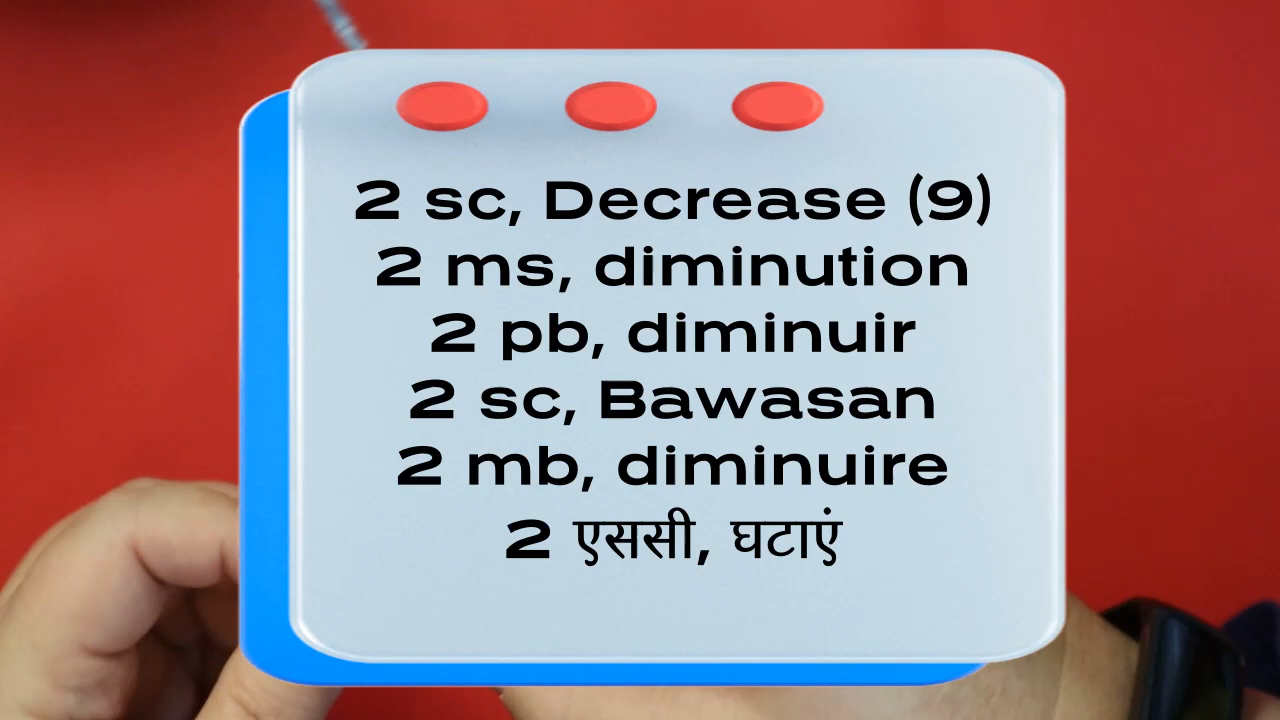 2 sc, Decrease (9)
2 ms, diminution
2 pb, diminuir
2 sc, Bawasan
2 mb, diminuire
2 एससी, घटाएं